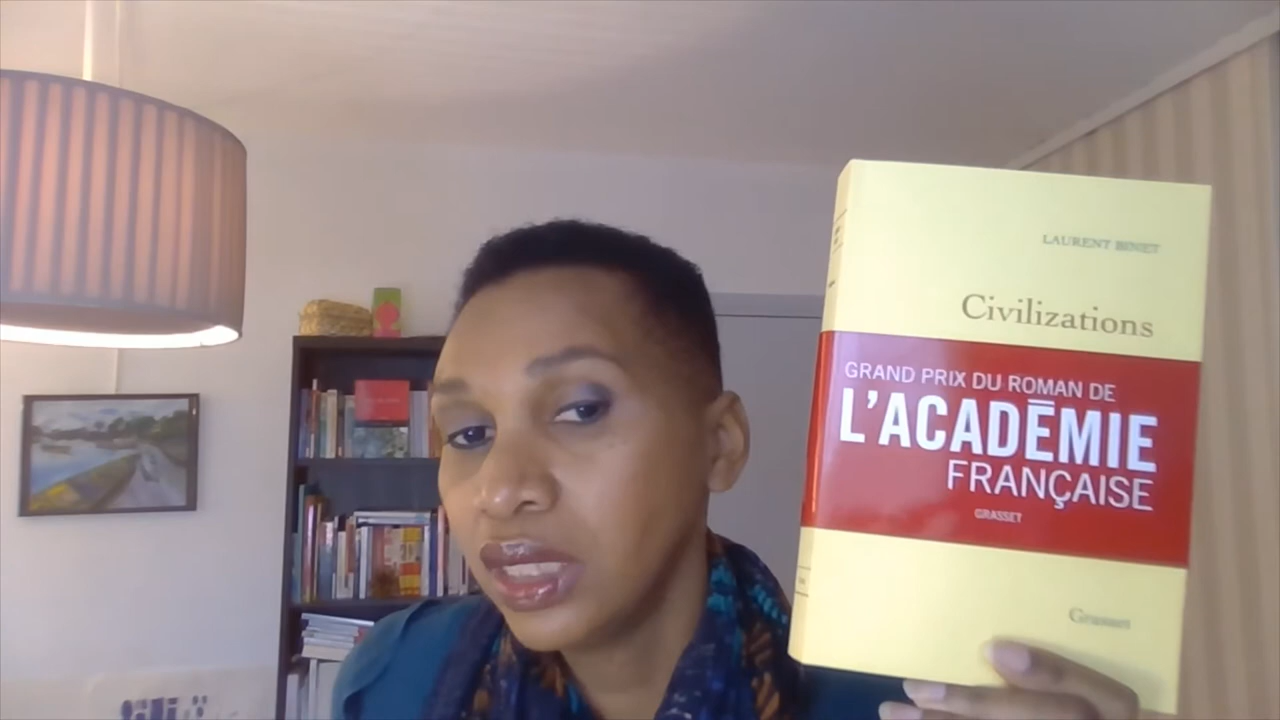 LAURENT BINET
Civilizations
GRAND PRIX DU ROMAN DE
L'ACADÉMIE
FRANÇAISE
GRASSET
Grasset